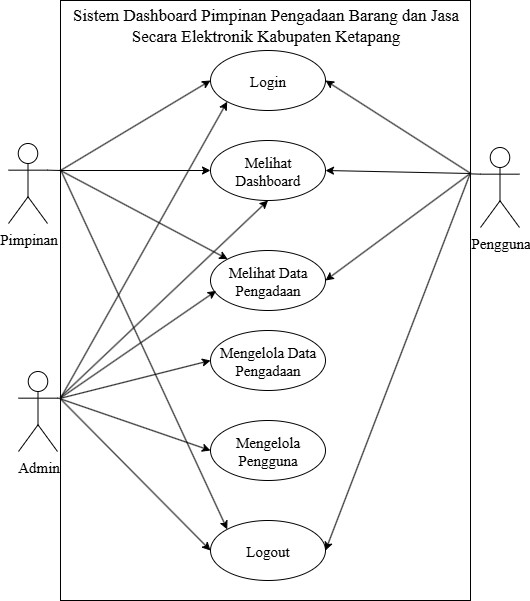 Sistem Dashboard Pimpinan Pengadaan Barang dan Jasa
Secara Elektronik Kabupaten Ketapang
Login
Melihat
Dashboard
Pimpinan
Pengguna
Melihat Data
Pengadaan
Mengelola Data
Pengadaan
Admin
Mengelola
Pengguna
Logout